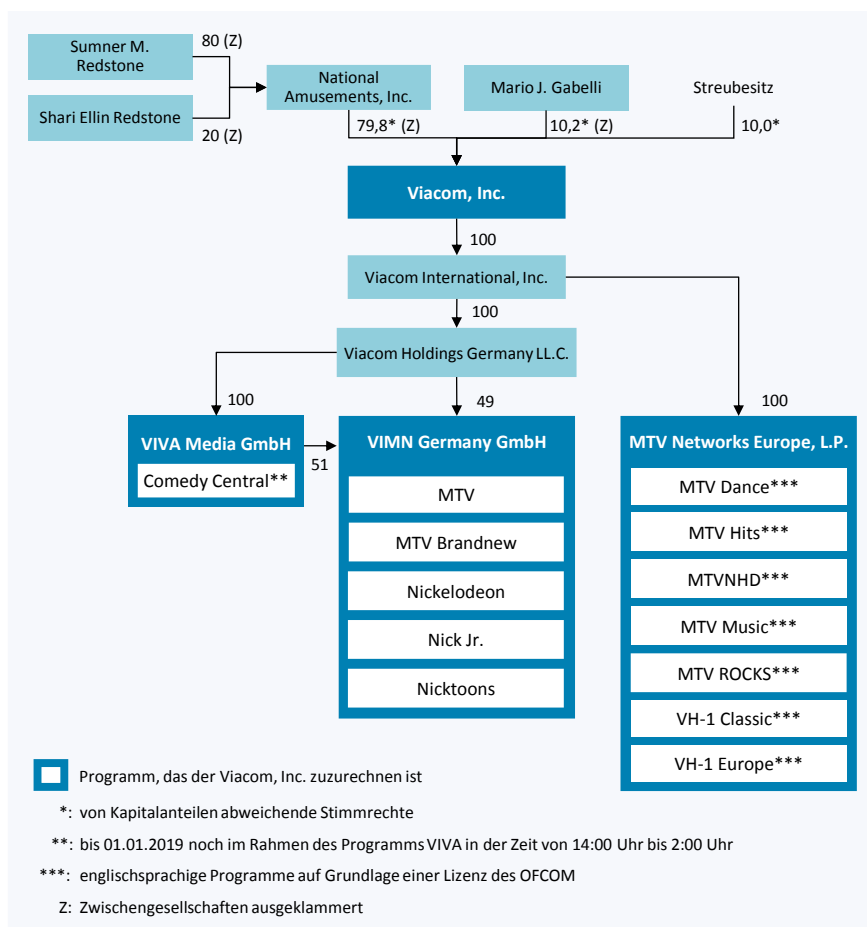 Sumner M.
Redstone
80 (Z)
Shari Ellin Redstone
20 (Z)
National
Amusements, Inc.
Mario J. Gabelli
Streubesitz
79,8* (Z)
10,2* (Z)
10,0*
Viacom, Inc.
100
Viacom International, Inc.
100
Viacom Holdings Germany LL.C.
100
49
100
VIVA Media GmbH
Comedy Central**
51
VIMN Germany GmbH
MTV
MTV Brandnew
Nickelodeon
Nick Jr.
Nicktoons
MTV Networks Europe, L.P.
MTV Dance***
MTV Hits***
MTVNHD***
MTV Music***
MTV ROCKS***
VH-1 Classic***
VH-1 Europe***
Programm, das der Viacom, Inc. zuzurechnen ist
*: von Kapitalanteilen abweichende Stimmrechte
**: bis 01.01.2019 noch im Rahmen des Programms VIVA in der Zeit von 14:00 Uhr bis 2:00 Uhr
***: englischsprachige Programme auf Grundlage einer Lizenz des OFCOM
Z: Zwischengesellschaften ausgeklammert